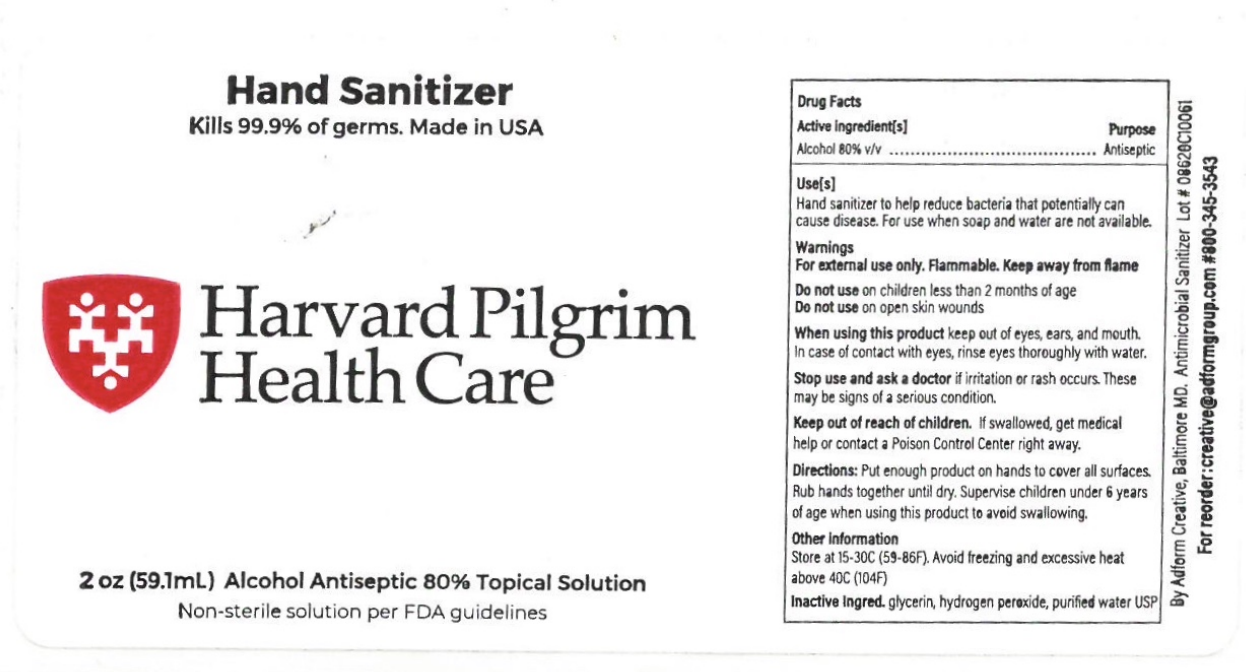 Hand Sanitizer
Kills 99.9% of germs. Made in USA
Harvard Pilgrim
Health Care
2 oz (59.1mL) Alcohol Antiseptic 80% Topical Solution
Non-sterile solution per FDA guidelines
Drug Facts
Active ingredient[s] Purpose
Alcohol 80% v/v ........................................ Antiseptic
Use[s]
Hand sanitizer to help reduce bacteria that potentially can
cause disease. For use when soap and water are not available.
Warnings
For external use only. Flammable. Keep away from flame
Do not use on children less than 2 months of age
Do not use on open skin wounds
When using this product keep out of eyes, ears, and mouth.
In case of contact with eyes, rinse eyes thoroughly with water.
Stop use and ask a doctor if irritation or rash occurs. These
may be signs of a serious condition.
Keep out of reach of children. If swallowed, get medical
help or contact a Poison Control Center right away.
Directions: Put enough product on hands to cover all surfaces.
Rub hands together until dry. Supervise children under 6 years
of age when using this product to avoid swallowing.
Other Information
Store at 15-30C (59-86F). Avoid freezing and excessive heat
above 40C (104F)
Inactive Ingred. glycerin, hydrogen peroxide, purified water USP
By Adform Creative, Baltimore MD. Antimicrobial Sanitizer Lot # 08620C10061
For reorder:creative@adformgroup.com #800-345-3543